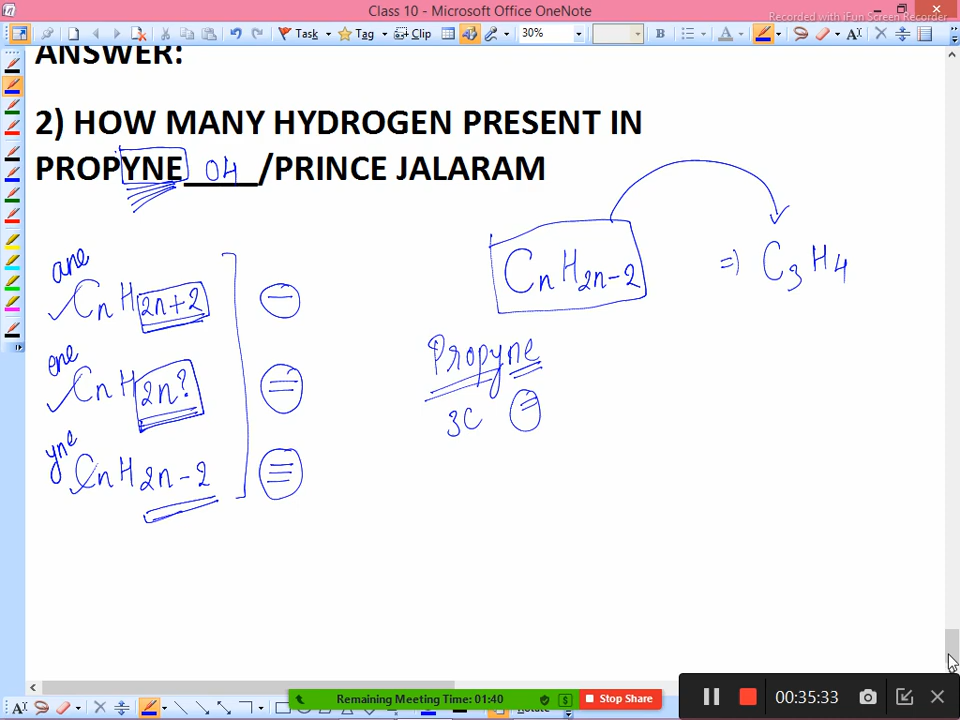 Class 10 - Microsoft Office OneNote
Recorded with iFun Screen Recorder
Task
Tag
Clip
30%
B
A
ANSWER:
2) HOW MANY HYDROGEN PRESENT IN
PROPYNE 04 /PRINCE JALARAM
ane
CnH2n+2
ene
CnH2n?
yne
CnH2n-2
CnH2n-2 => C3H4
Propyne
3C
Remaining Meeting Time: 01:40
Stop Share
Rotate
00:35:33